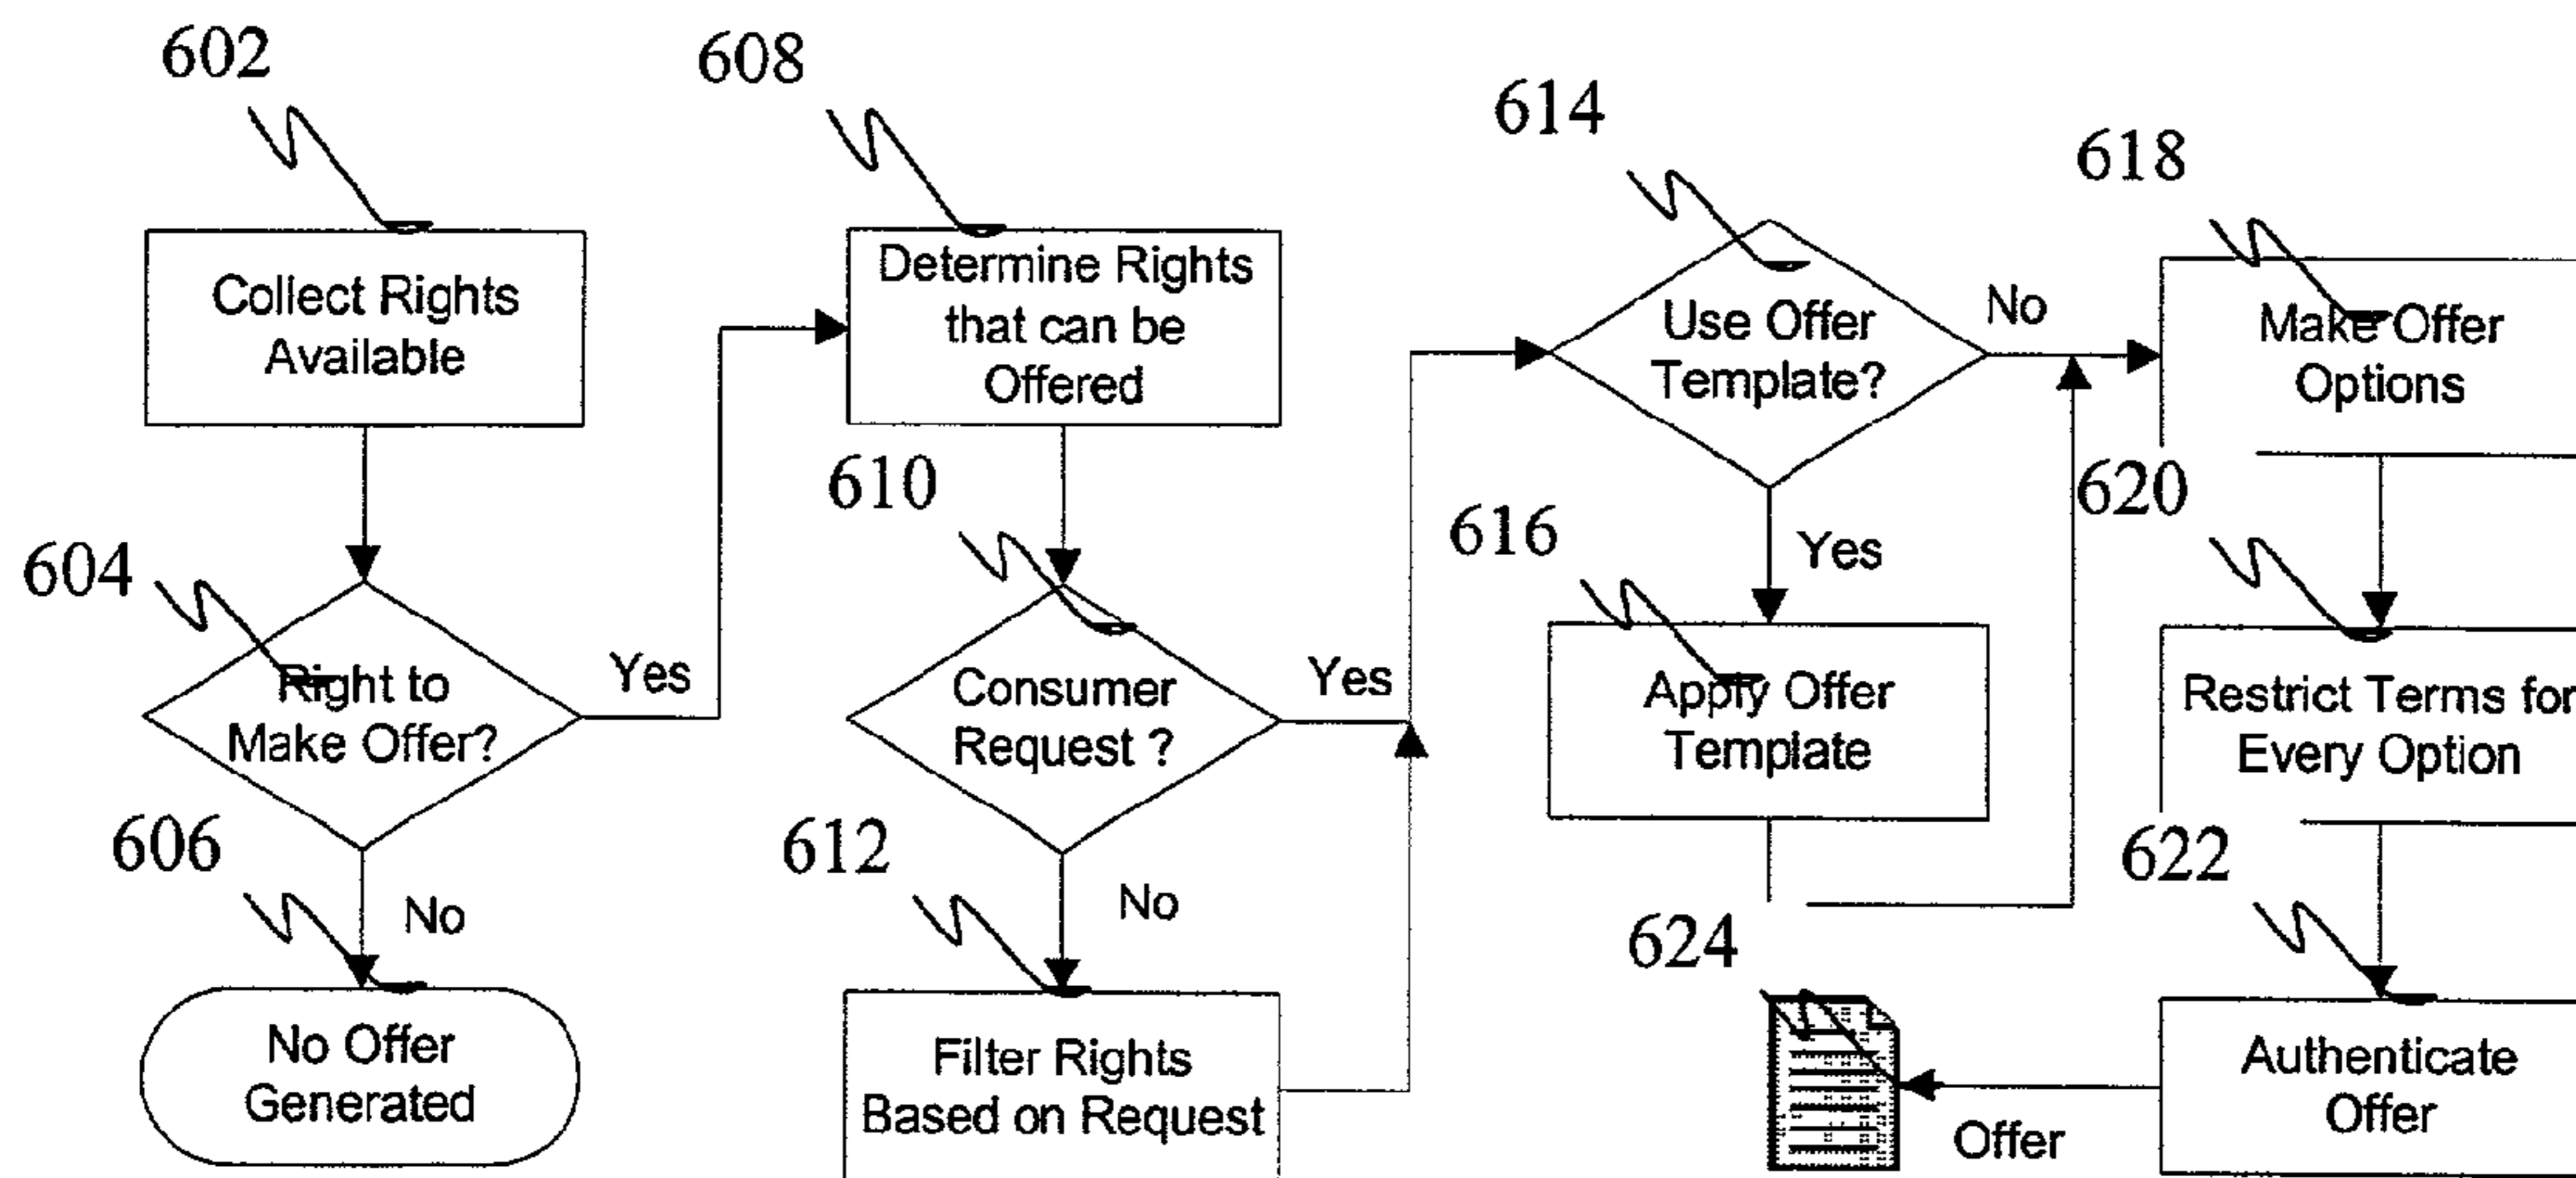 602
Collect Rights
Available
604
Right to
Make Offer?
Yes
606
No
No Offer
Generated
608
Determine Rights
that can be
Offered
610
Consumer
Request ?
Yes
612
No
Filter Rights
Based on Request
614
Use Offer
Template?
No
616
Yes
Apply Offer
Template
618
Make Offer
Options
620
Restrict Terms for
Every Option
622
Authenticate
Offer
624
Offer